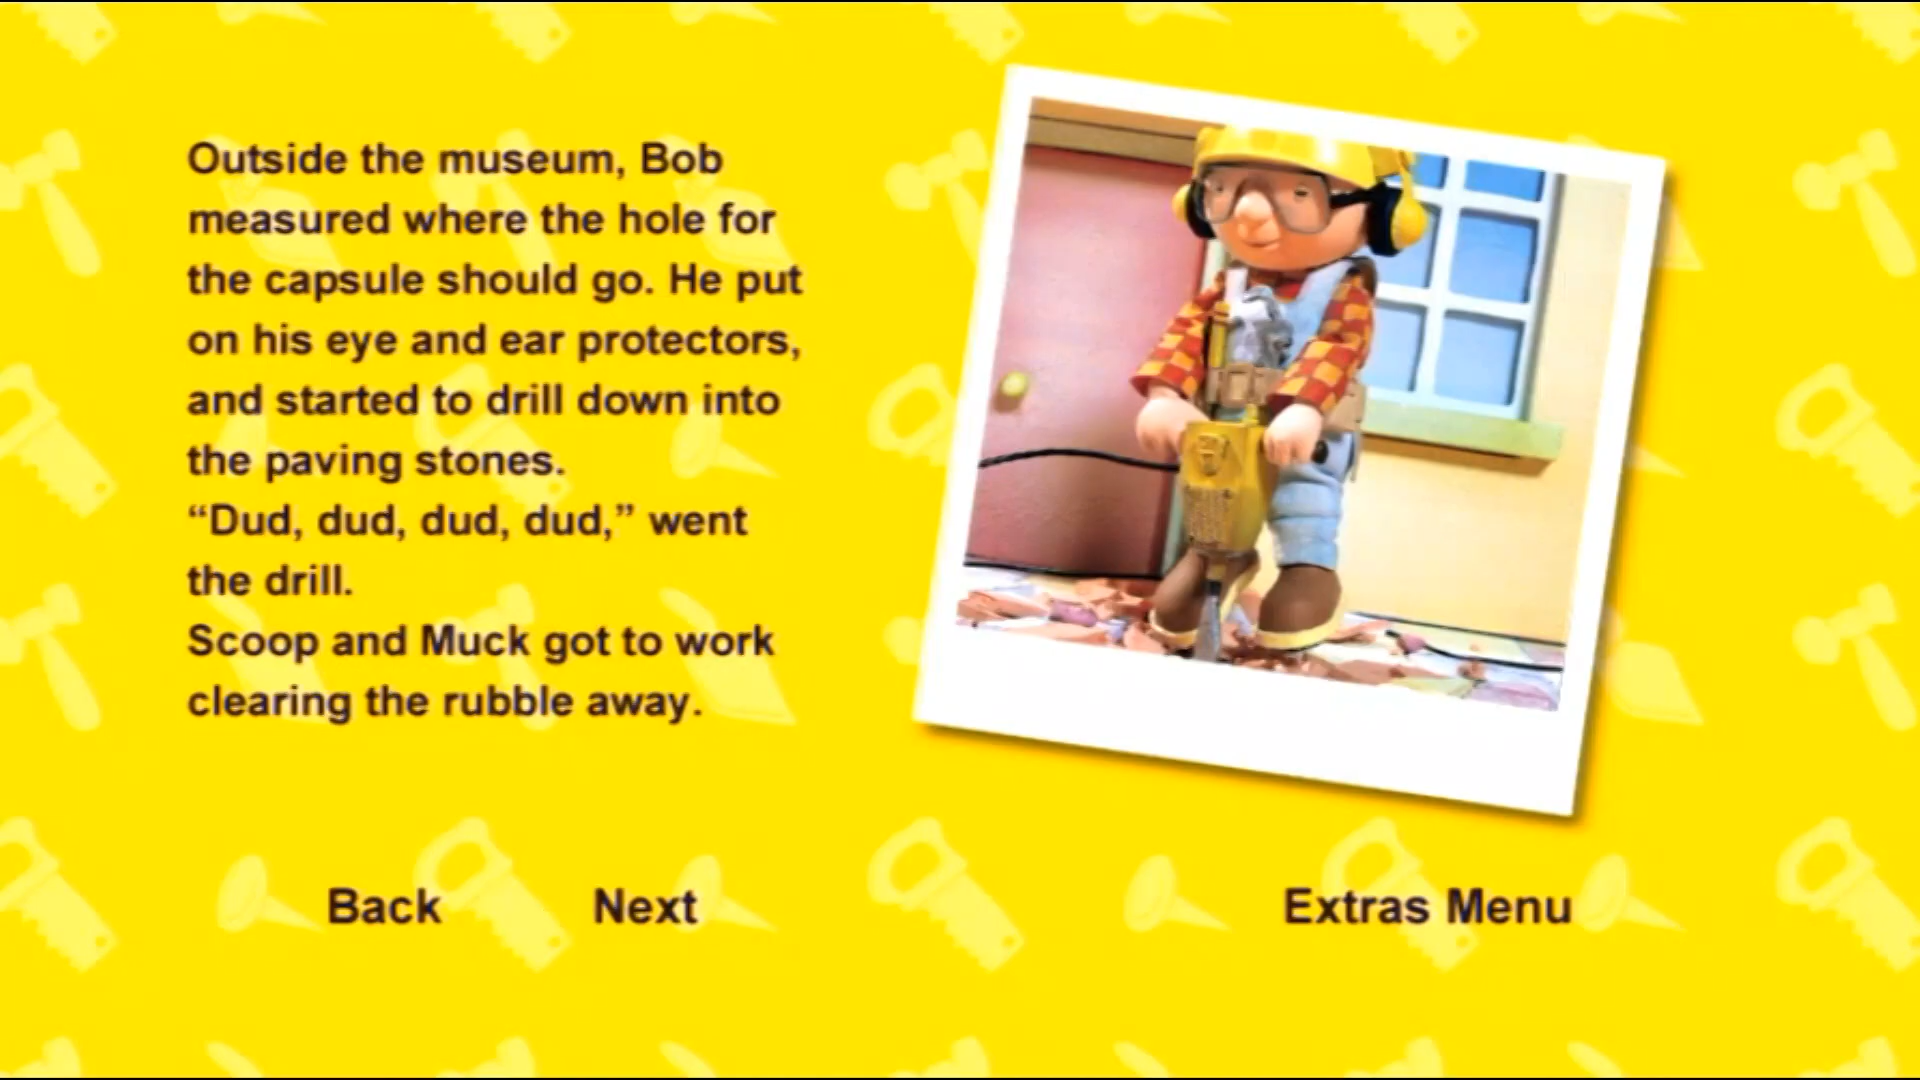 Outside the museum, Bob
measured where the hole for
the capsule should go. He put
on his eye and ear protectors,
and started to drill down into
the paving stones.
“Dud, dud, dud, dud,” went
the drill.
Scoop and Muck got to work
clearing the rubble away.
Back
Next
Extras Menu